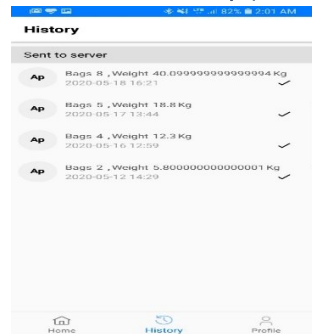 82% 2:01 AM
History
Sent to server
Ap Bags 8 ,Weight 40.099999999999994 Kg
2020-05-18 16:21
Ap Bags 5 ,Weight 18.8 Kg
2020-05-17 13:44
Ap Bags 4 ,Weight 12.3 Kg
2020-05-16 12:59
Ap Bags 2 ,Weight 5.800000000000001 Kg
2020-05-12 14:29
Home History Profile